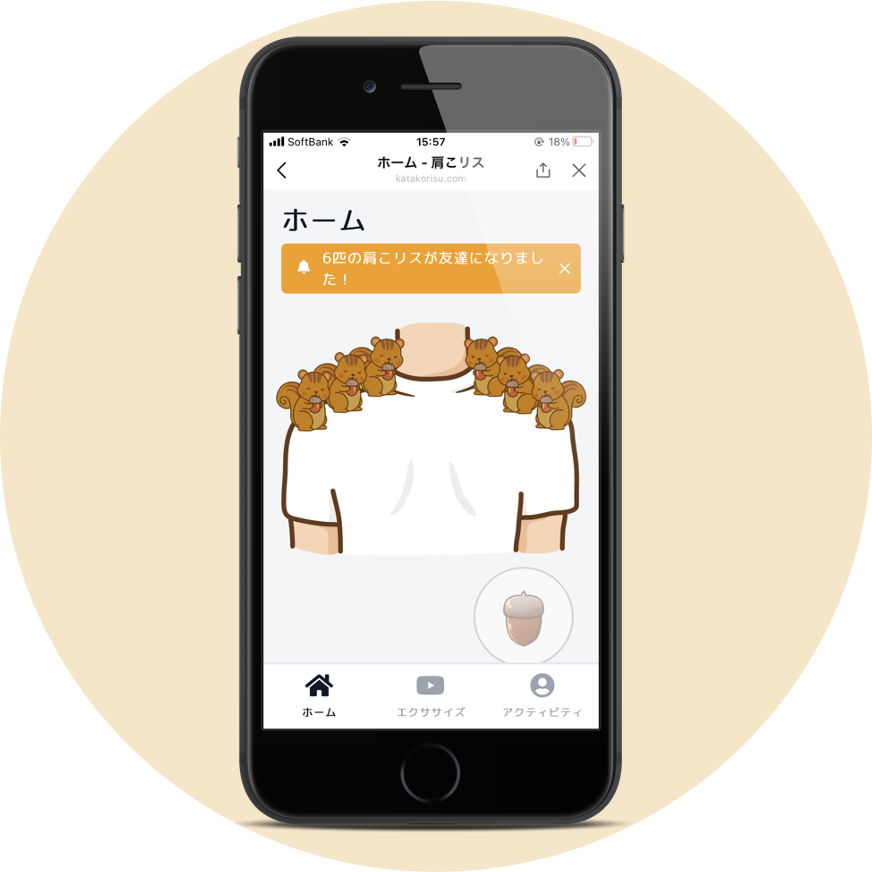 SoftBank 15:57 18%
ホーム - 肩こリス
katakorisu.com
ホーム
6匹の肩こリスが友達になりまし
た！
ホーム エクササイズ アクティビティ